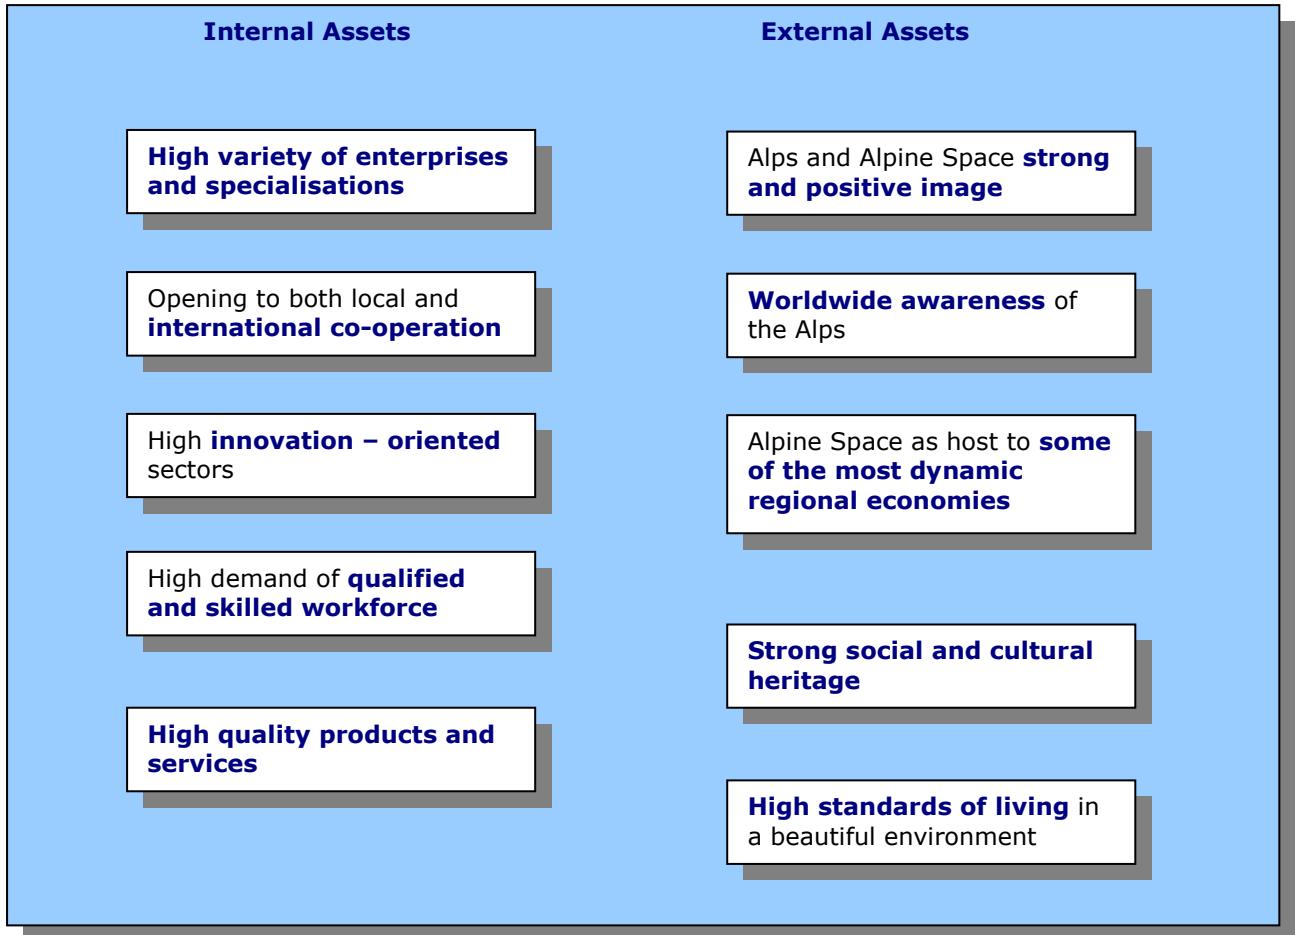 Internal Assets
External Assets
High variety of enterprises
and specialisations
Opening to both local and
international co-operation
High innovation – oriented
sectors
High demand of qualified
and skilled workforce
High quality products and
services
Alps and Alpine Space strong
and positive image
Worldwide awareness of
the Alps
Alpine Space as host to some
of the most dynamic
regional economies
Strong social and cultural
heritage
High standards of living in
a beautiful environment